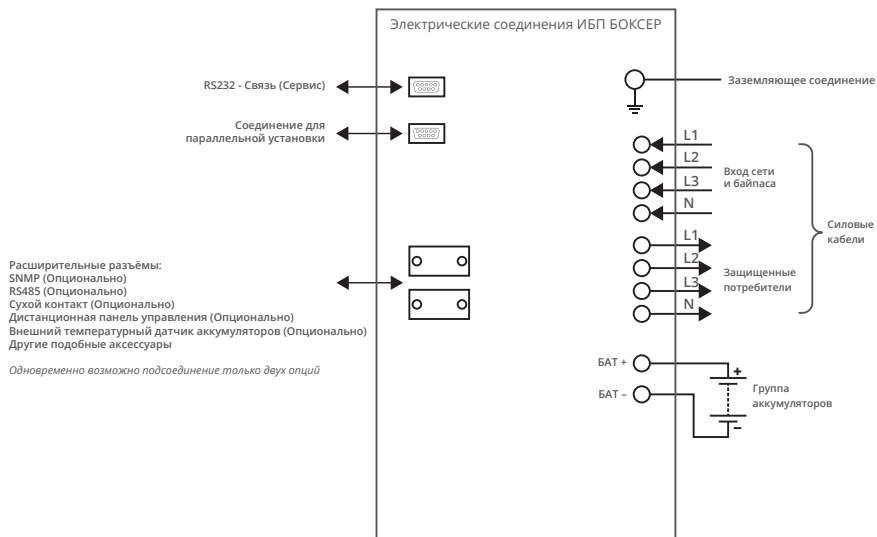 Электрические соединения ИБП БОКСЕР
RS232 - Связь (Сервис)
Заземляющее соединение
Соединение для
параллельной установки
L1
L2
L3
N
Вход сети
и байпаса
L1
L2
L3
N
Защищенные
потребители
Силовые
кабели
Расширительные разъёмы:
SNMP (Опционально)
RS485 (Опционально)
Сухой контакт (Опционально)
Дистанционная панель управления (Опционально)
Внешний температурный датчик аккумуляторов (Опционально)
Другие подобные аксессуары
Одновременно возможно подсоединение только двух опций
БАТ +
БАТ –
+
–
Группа
аккумуляторов